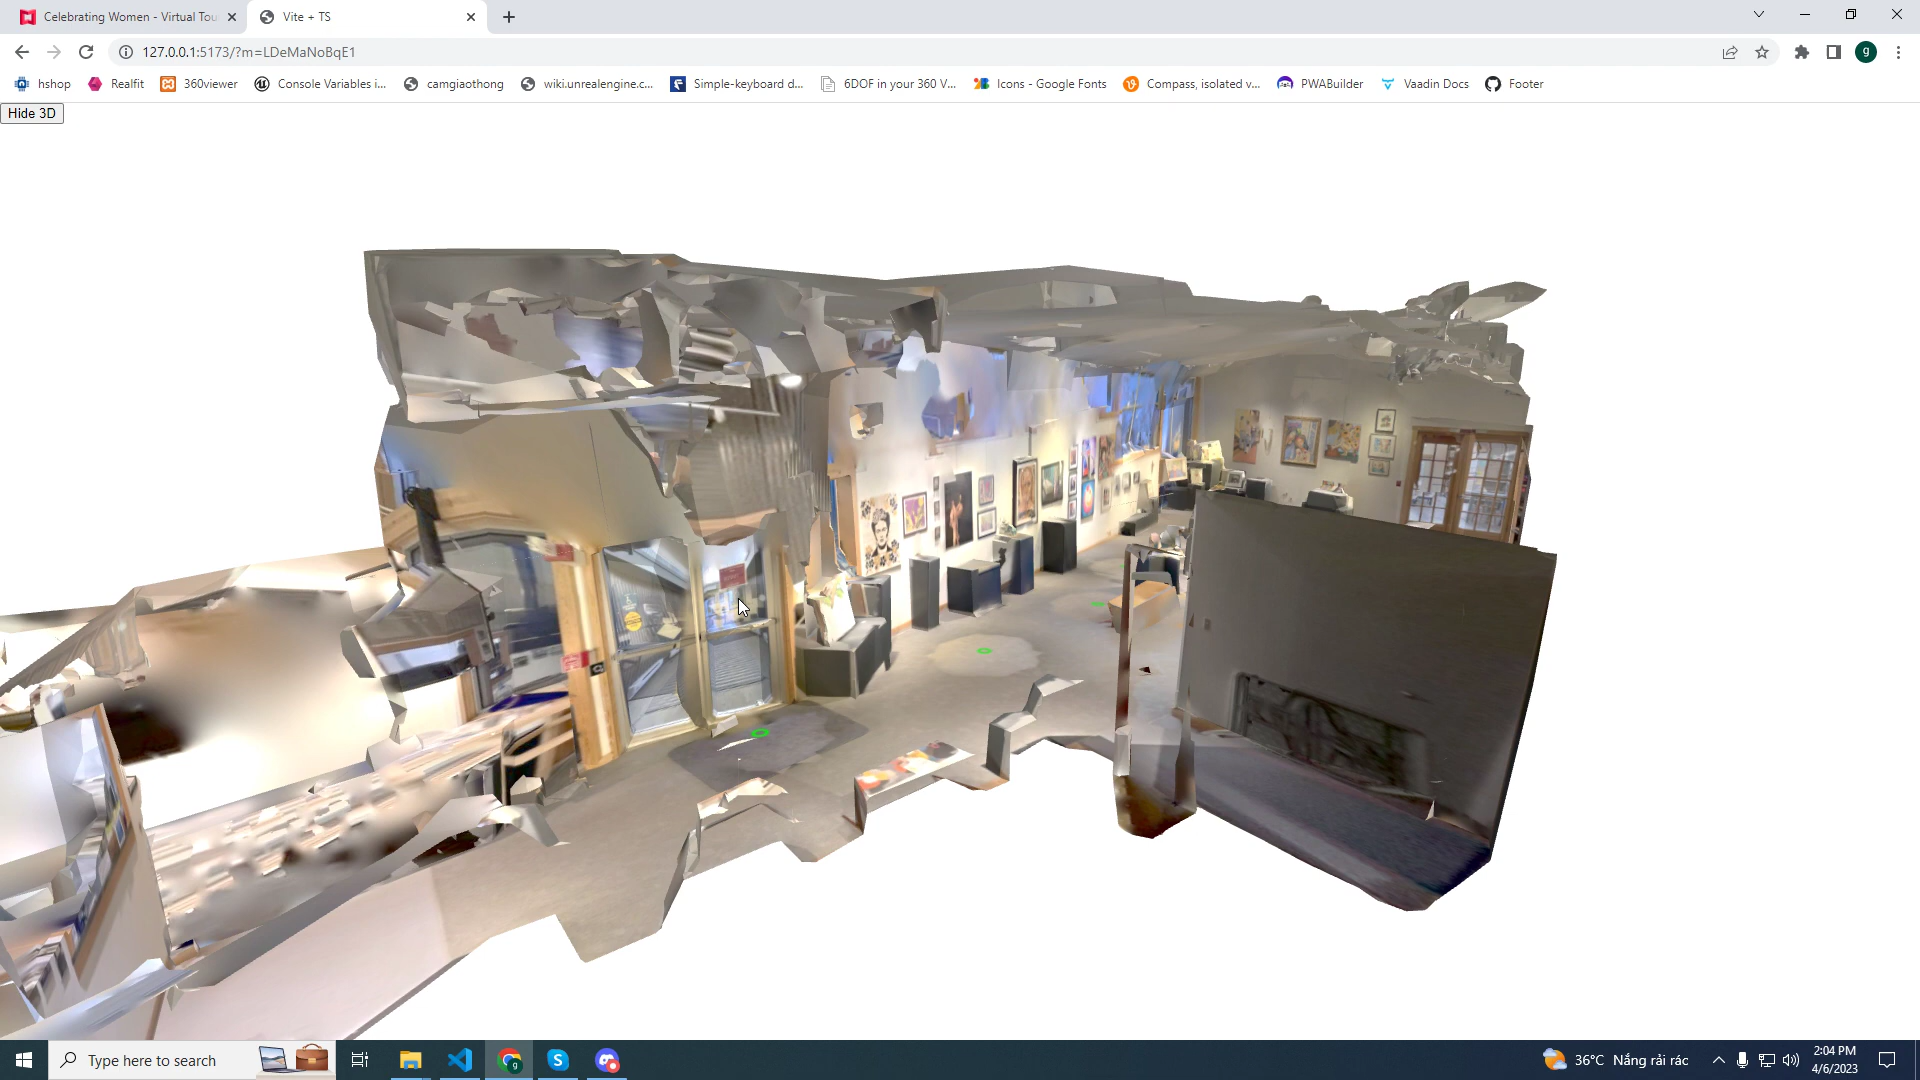 Celebrating Women - Virtual Tou
Vite + TS
127.0.0.1:5173/?m=LDeMaNoBqE1
g
hshop
Realfit
360viewer
Console Variables i...
camgiaothong
wiki.unrealengine.c...
Simple-keyboard d...
6DOF in your 360 V...
Icons - Google Fonts
Compass, isolated v...
PWABuilder
Vaadin Docs
Footer
Hide 3D
Type here to search
36°C Nắng rải rác
2:04 PM
4/6/2023